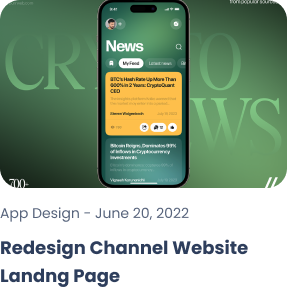 from popular sources
CRYPTO
NEWS
News
My Feed
Latest news
BTC's Hash Rate Up More Than
600% in 2 Years: CryptoQuant
CEO
Steven Walgenbach
Bitcoin Reigns, Dominates 99%
of Inflows in Cryptocurrency
Investments
700-
App Design - June 20, 2022
Redesign Channel Website
Landng Page